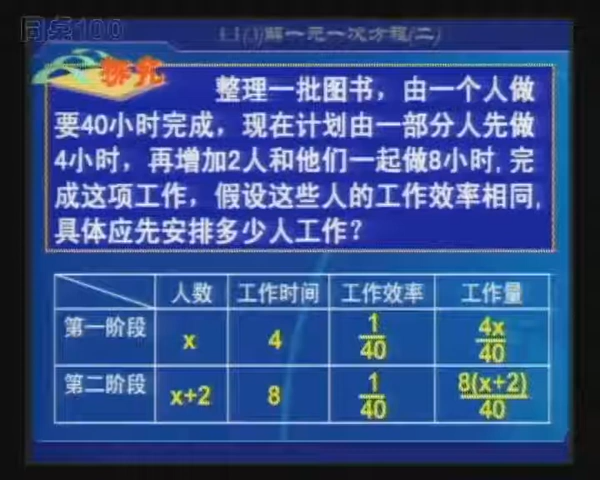 同桌100
解一元一次方程(二)
探究
整理一批图书，由一个人做
要40小时完成，现在计划由一部分人先做
4小时，再增加2人和他们一起做8小时,完
成这项工作，假设这些人的工作效率相同,
具体应先安排多少人工作？
人数 工作时间 工作效率 工作量
第一阶段 x 4 1/40 4x/40
第二阶段 x+2 8 1/40 8(x+2)/40